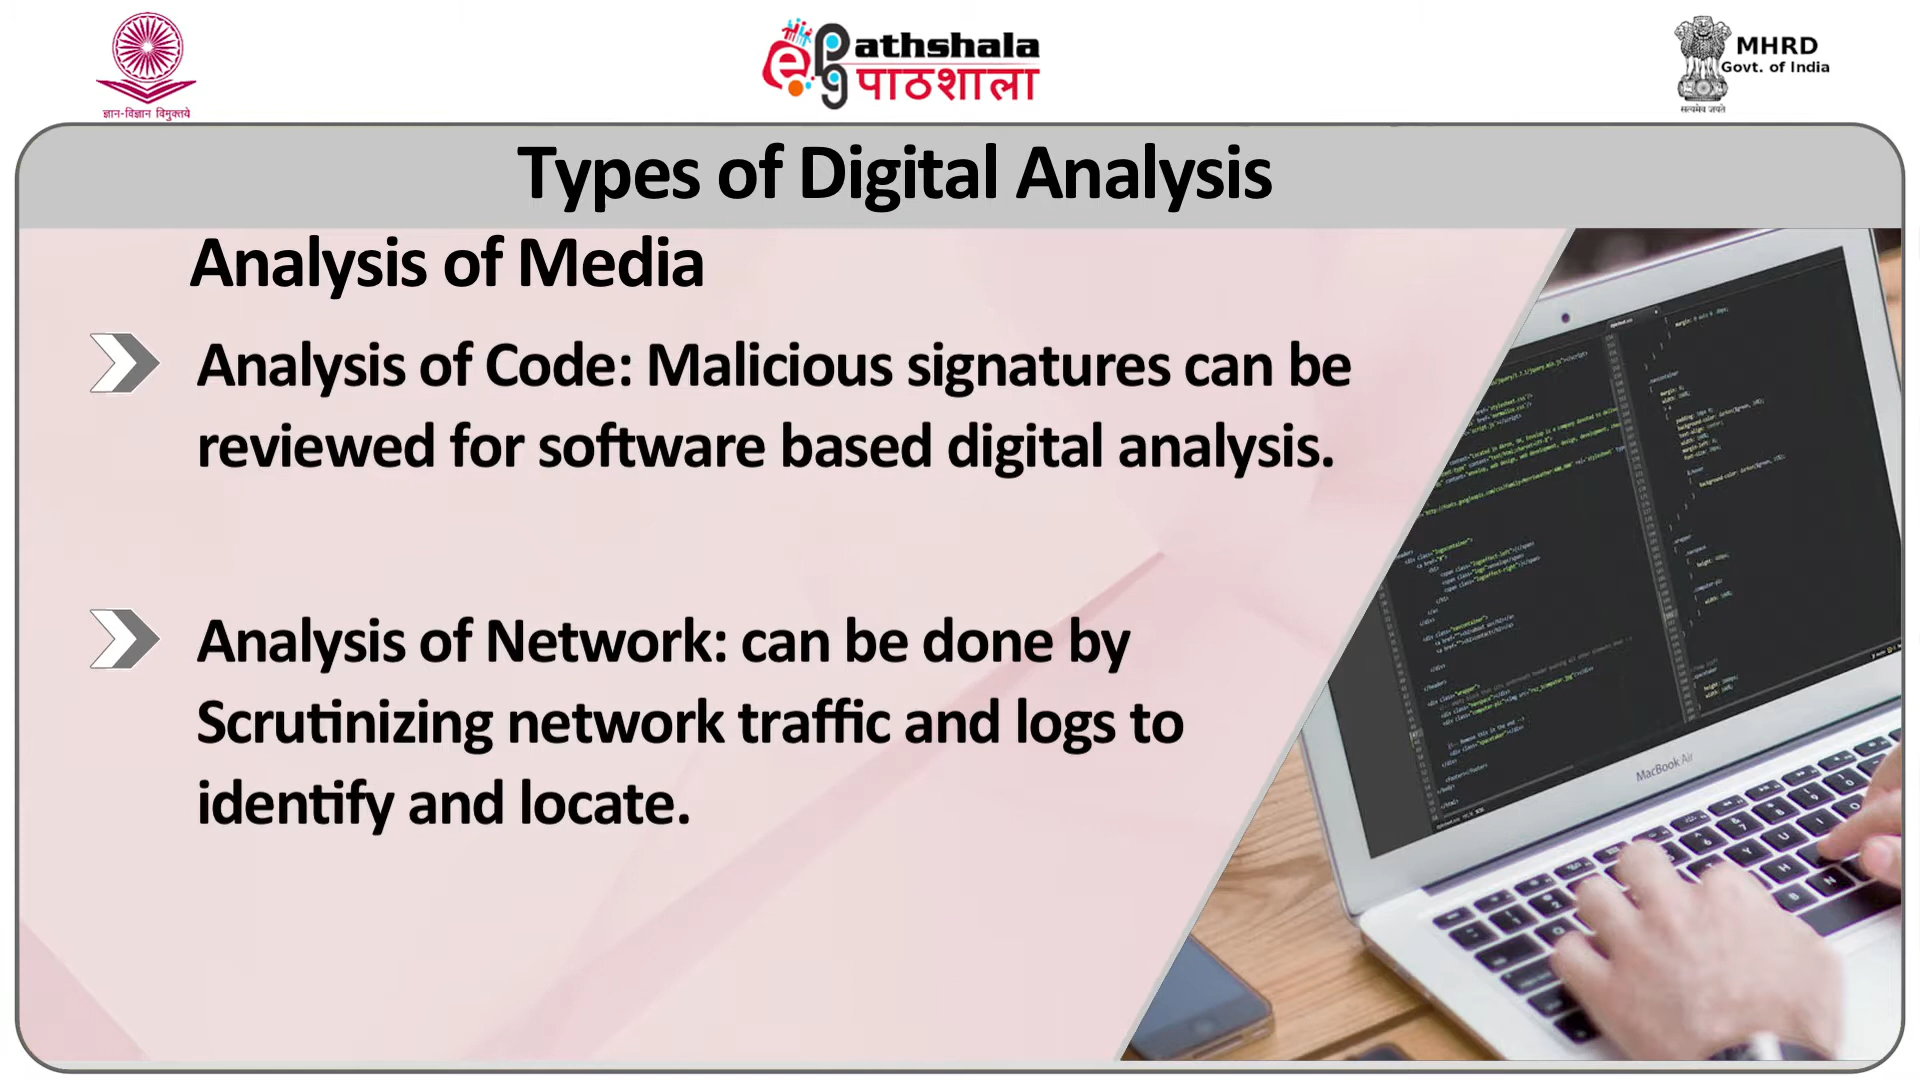 ज्ञान-विज्ञान विमुक्तये
ePG athshala
पाठशाला
MHRD
Govt. of India
सत्यमेव जयते
Types of Digital Analysis
Analysis of Media
Analysis of Code: Malicious signatures can be
reviewed for software based digital analysis.
Analysis of Network: can be done by
Scrutinizing network traffic and logs to
identify and locate.
MacBook Air